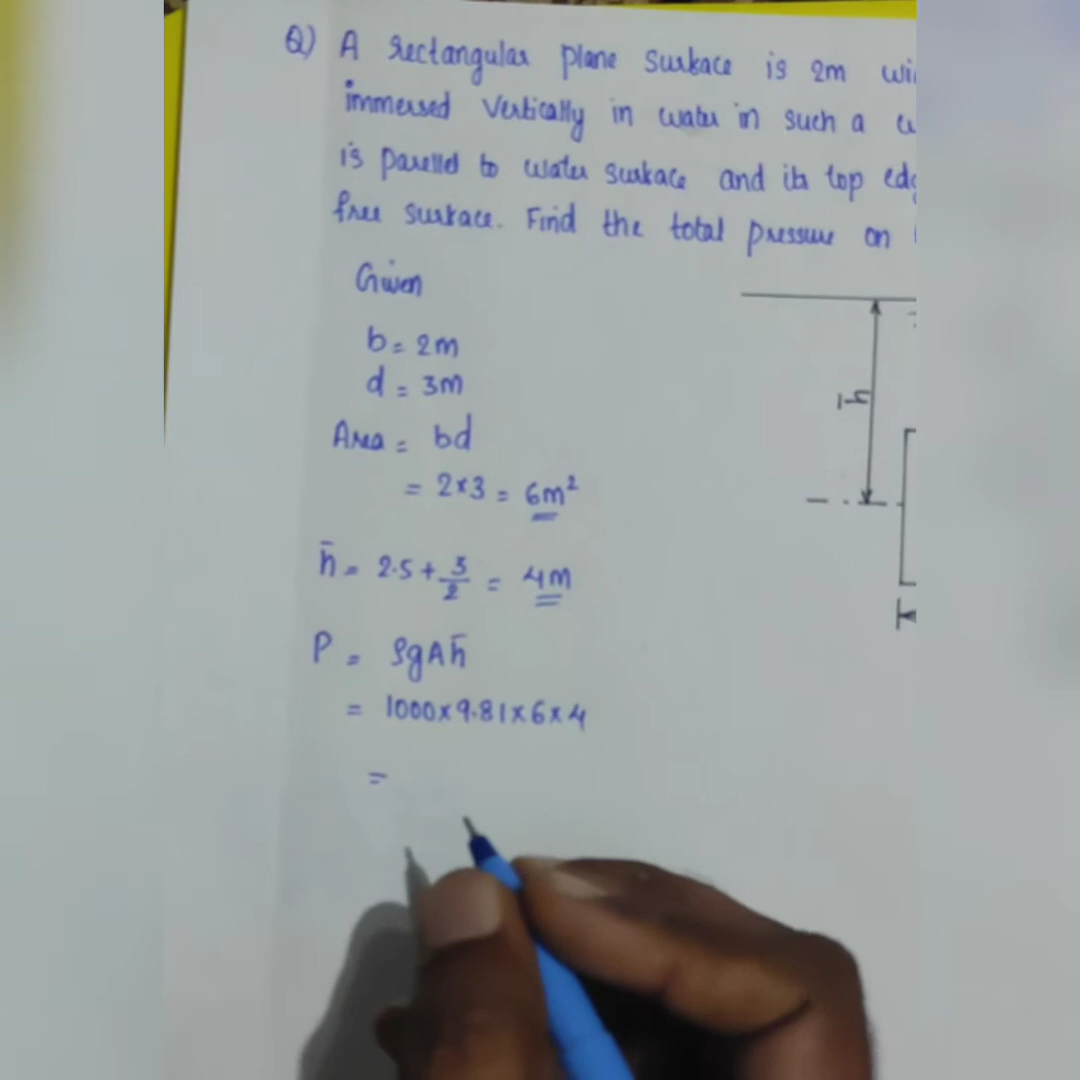 Q) A rectangular plane surface is 2m
immersed vertically in water in such a
is parellel to water surface and its top
free surface. Find the total pressure on
Given
b = 2m
d = 3m
Area = bd
= 2×3 = 6m²
h̄ = 2.5 + 3/2 = 4m
P = ρgAh̄
= 1000×9.81×6×4
=
h̄